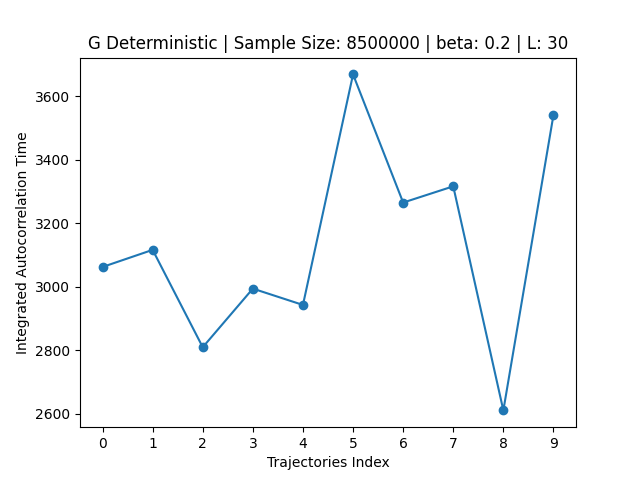 G Deterministic | Sample Size: 8500000 | beta: 0.2 | L: 30
Integrated Autocorrelation Time
3600
3400
3200
3000
2800
2600
0 1 2 3 4 5 6 7 8 9
Trajectories Index